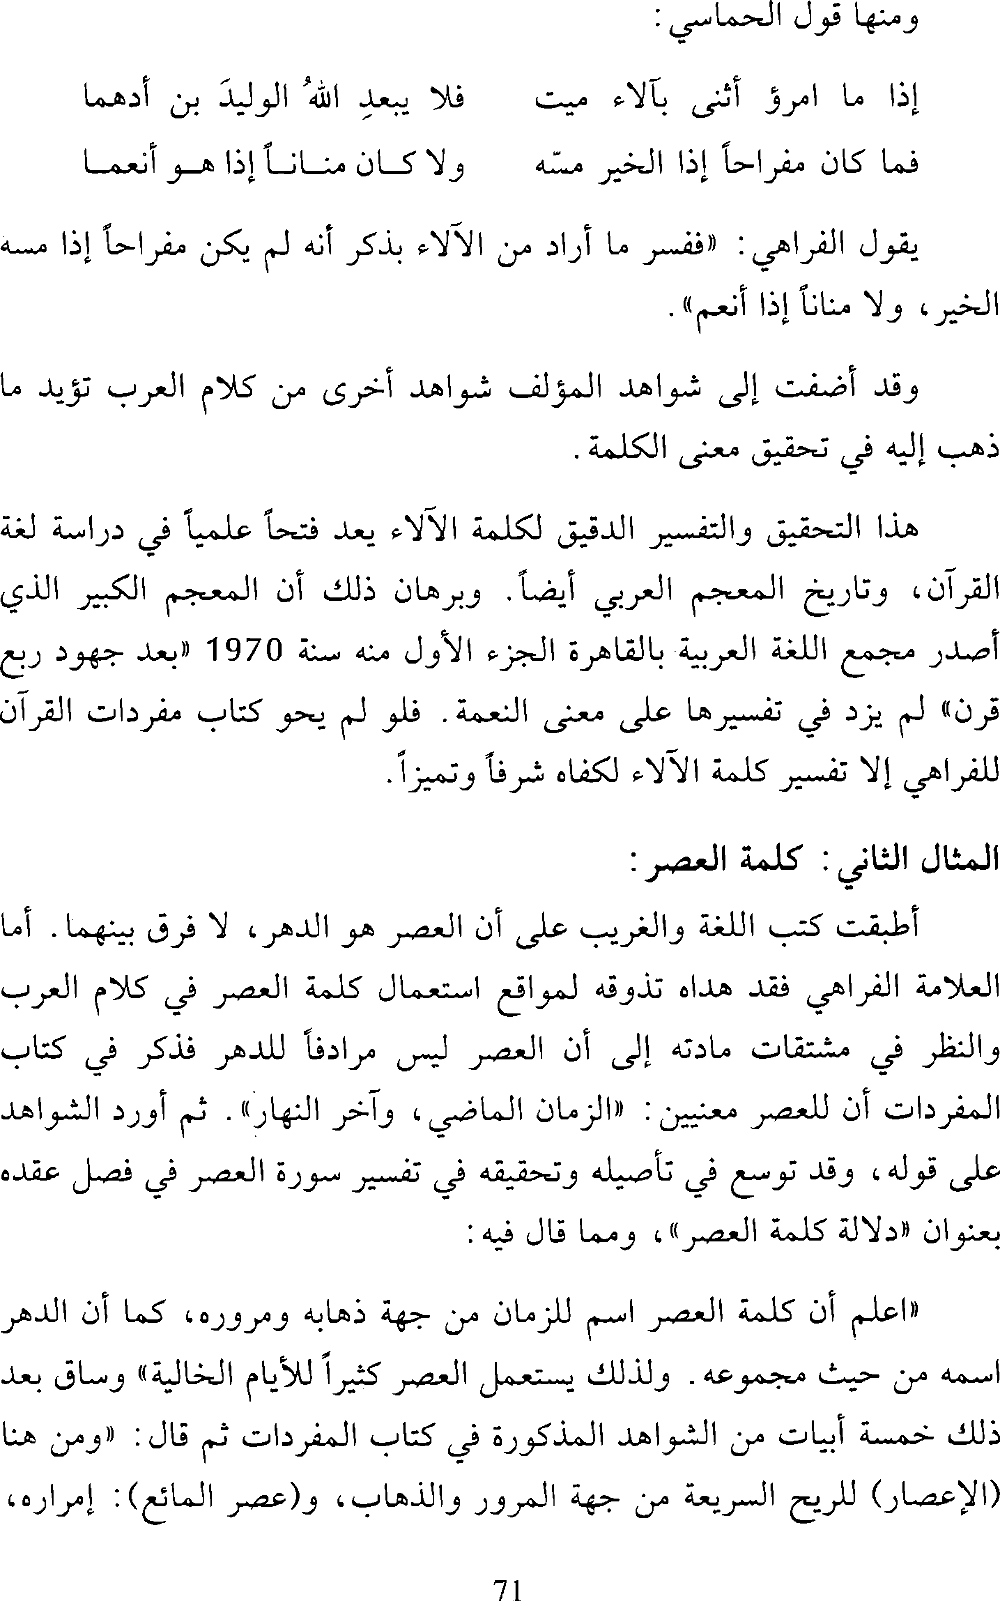 ومنها قول الحماسي :
إذا ما امرؤ أثنى بآلاء ميت فلا يبعدِ اللهُ الوليدَ بن أدهما
فما كان مفراحاً إذا الخير مسّه ولا كـان منـانـاً إذا هـو أنعمـا
يقول الفراهي : «ففسر ما أراد من الآلاء بذكر أنه لم يكن مفراحاً إذا مسه
الخير، ولا مناناً إذا أنعم» .
وقد أضفت إلى شواهد المؤلف شواهد أخرى من كلام العرب تؤيد ما
ذهب إليه في تحقيق معنى الكلمة .
هذا التحقيق والتفسير الدقيق لكلمة الآلاء يعد فتحاً علمياً في دراسة لغة
القرآن، وتاريخ المعجم العربي أيضاً. وبرهان ذلك أن المعجم الكبير الذي
أصدر مجمع اللغة العربية بالقاهرة الجزء الأول منه سنة 1970 «بعد جهود ربع
قرن» لم يزد في تفسيرها على معنى النعمة . فلو لم يحو كتاب مفردات القرآن
للفراهي إلا تفسير كلمة الآلاء لكفاه شرفاً وتميزاً .
المثال الثاني : كلمة العصر :
أطبقت كتب اللغة والغريب على أن العصر هو الدهر، لا فرق بينهما . أما
العلامة الفراهي فقد هداه تذوقه لمواقع استعمال كلمة العصر في كلام العرب
والنظر في مشتقات مادته إلى أن العصر ليس مرادفاً للدهر فذكر في كتاب
المفردات أن للعصر معنيين : «الزمان الماضي، وآخر النهار» . ثم أورد الشواهد
على قوله، وقد توسع في تأصيله وتحقيقه في تفسير سورة العصر في فصل عقده
بعنوان «دلالة كلمة العصر»، ومما قال فيه :
«اعلم أن كلمة العصر اسم للزمان من جهة ذهابه ومروره، كما أن الدهر
اسمه من حيث مجموعه . ولذلك يستعمل العصر كثيراً للأيام الخالية» وساق بعد
ذلك خمسة أبيات من الشواهد المذكورة في كتاب المفردات ثم قال : «ومن هنا
(الإعصار) للريح السريعة من جهة المرور والذهاب، و(عصر المائع) : إمراره،
71